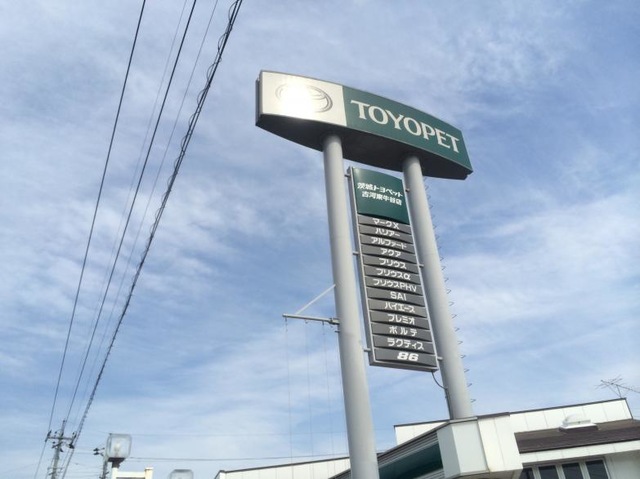 TOYOPET
茨城トヨペット
古河東牛谷店
マークX
ハリアー
アルファード
アクア
プリウス
プリウスα
プリウスPHV
SAI
ハイエース
プレミオ
ポルテ
ラクティス
86